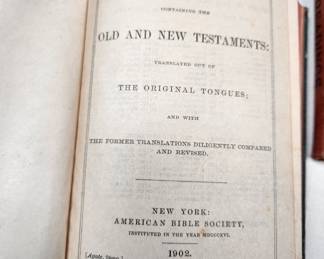 CONTAINING THE
OLD AND NEW TESTAMENTS:
TRANSLATED OUT OF
THE ORIGINAL TONGUES;
AND WITH
THE FORMER TRANSLATIONS DILIGENTLY COMPARED
AND REVISED.
NEW YORK:
AMERICAN BIBLE SOCIETY,
INSTITUTED IN THE YEAR MDCCCXVI.
1902.
[Agate,